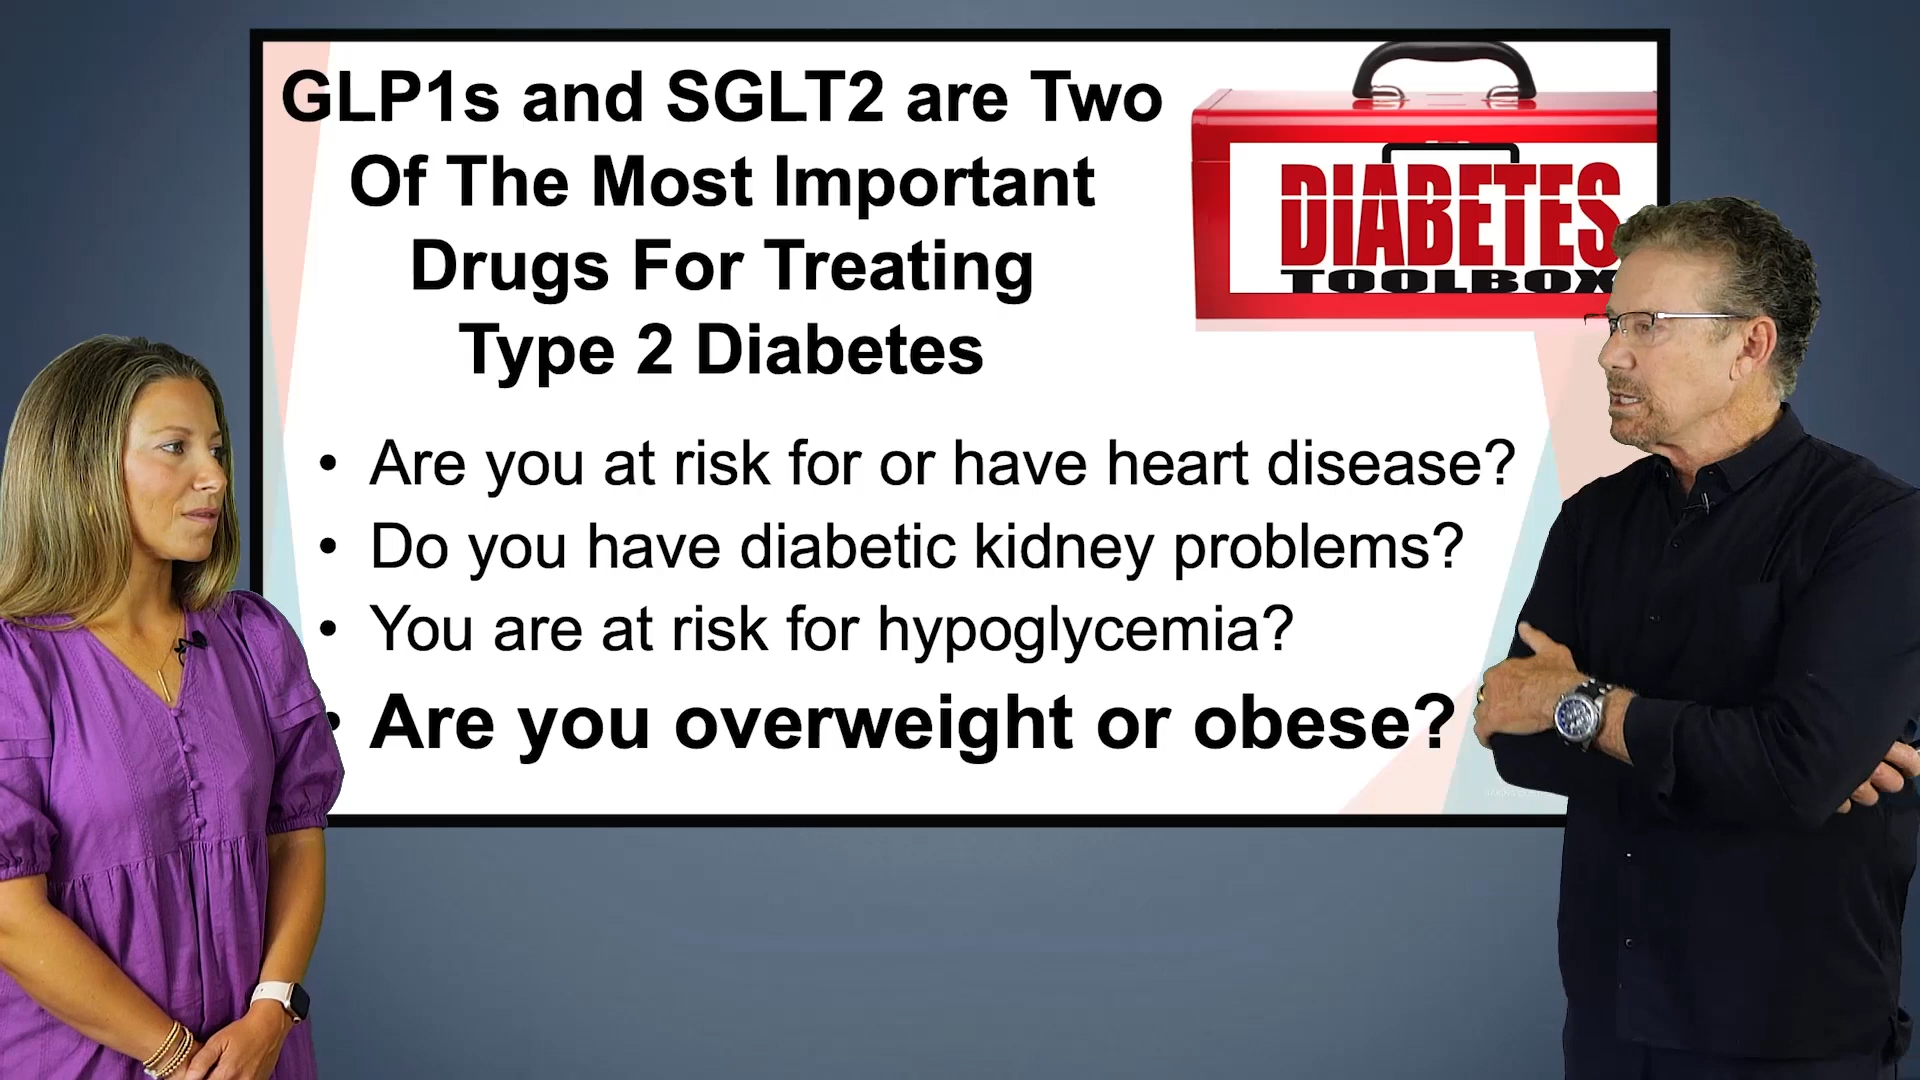 GLP1s and SGLT2 are Two
Of The Most Important
Drugs For Treating
Type 2 Diabetes
DIABETES
TOOLBOX
• Are you at risk for or have heart disease?
• Do you have diabetic kidney problems?
• You are at risk for hypoglycemia?
• Are you overweight or obese?